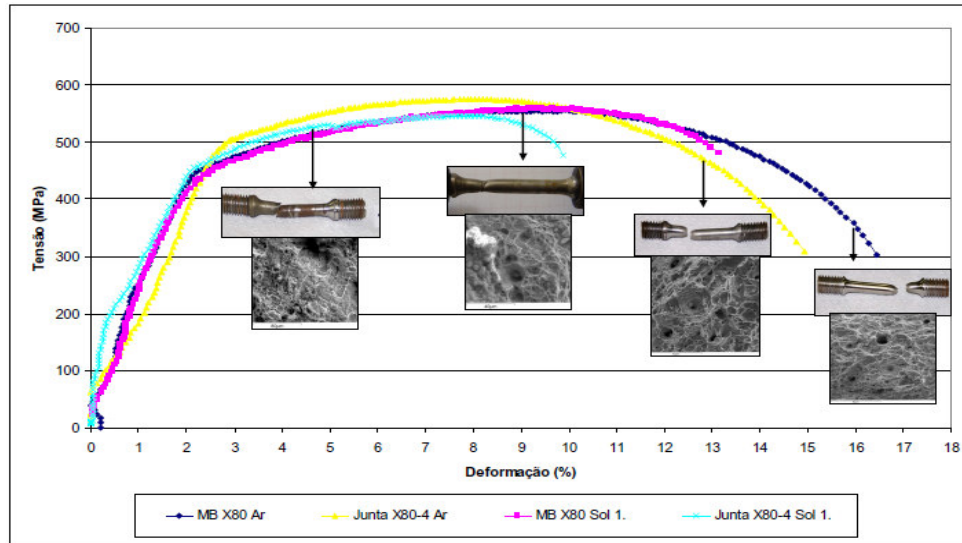 700
600
500
400
300
200
100
0
Tensão (MPa)
0 1 2 3 4 5 6 7 8 9 10 11 12 13 14 15 16 17 18
Deformação (%)
MB X80 Ar Junta X80-4 Ar MB X80 Sol 1. Junta X80-4 Sol 1.